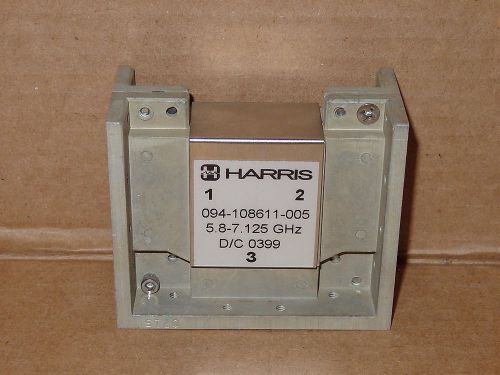 HARRIS
1 2
094-108611-005
5.8-7.125 GHz
D/C 0399
3